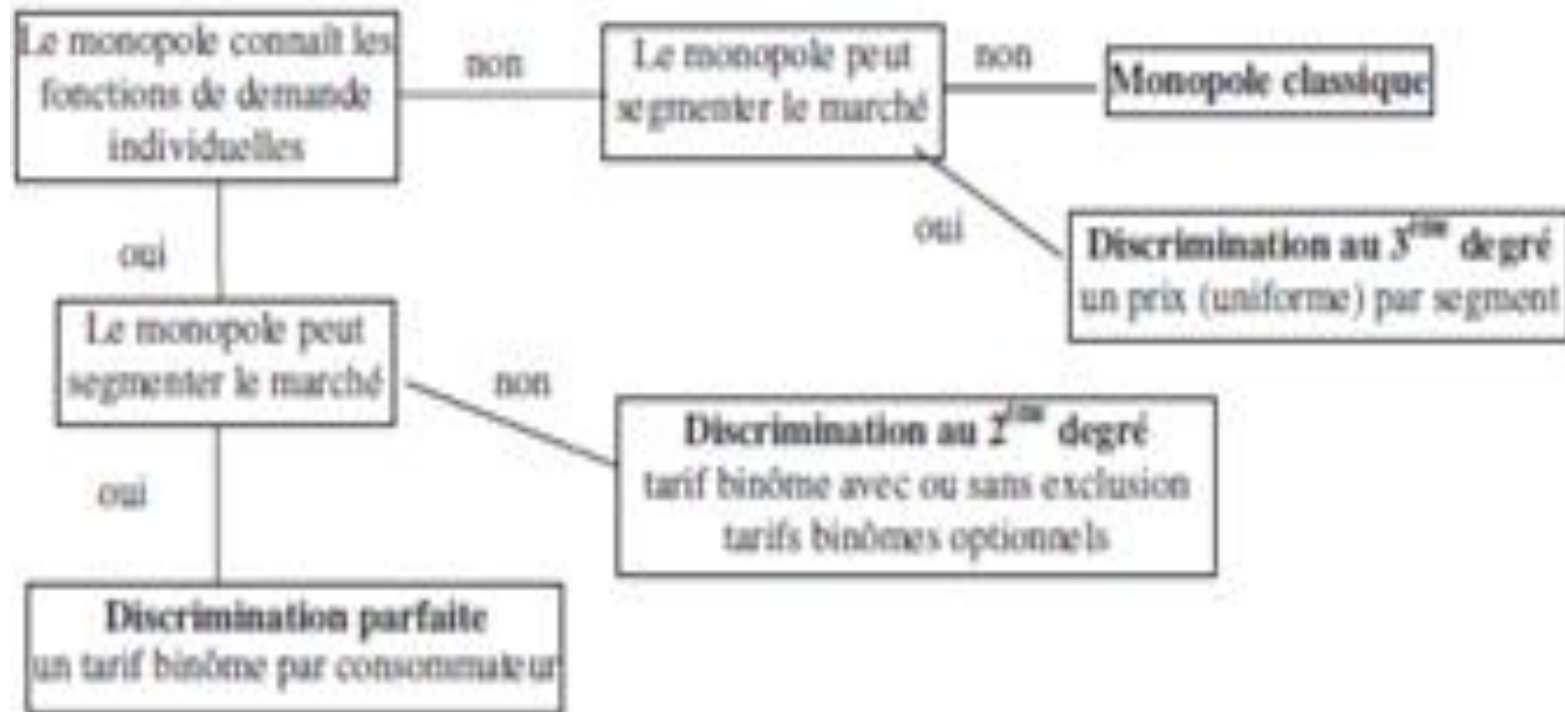 Le monopole connaît les
fonctions de demande
individuelles
non
Le monopole peut
segmenter le marché
non
Monopole classique
oui
oui
Discrimination au 3ème degré
un prix (uniforme) par segment
Le monopole peut
segmenter le marché
non
Discrimination au 2ème degré
tarif binôme avec ou sans exclusion
tarifs binômes optionnels
oui
Discrimination parfaite
un tarif binôme par consommateur